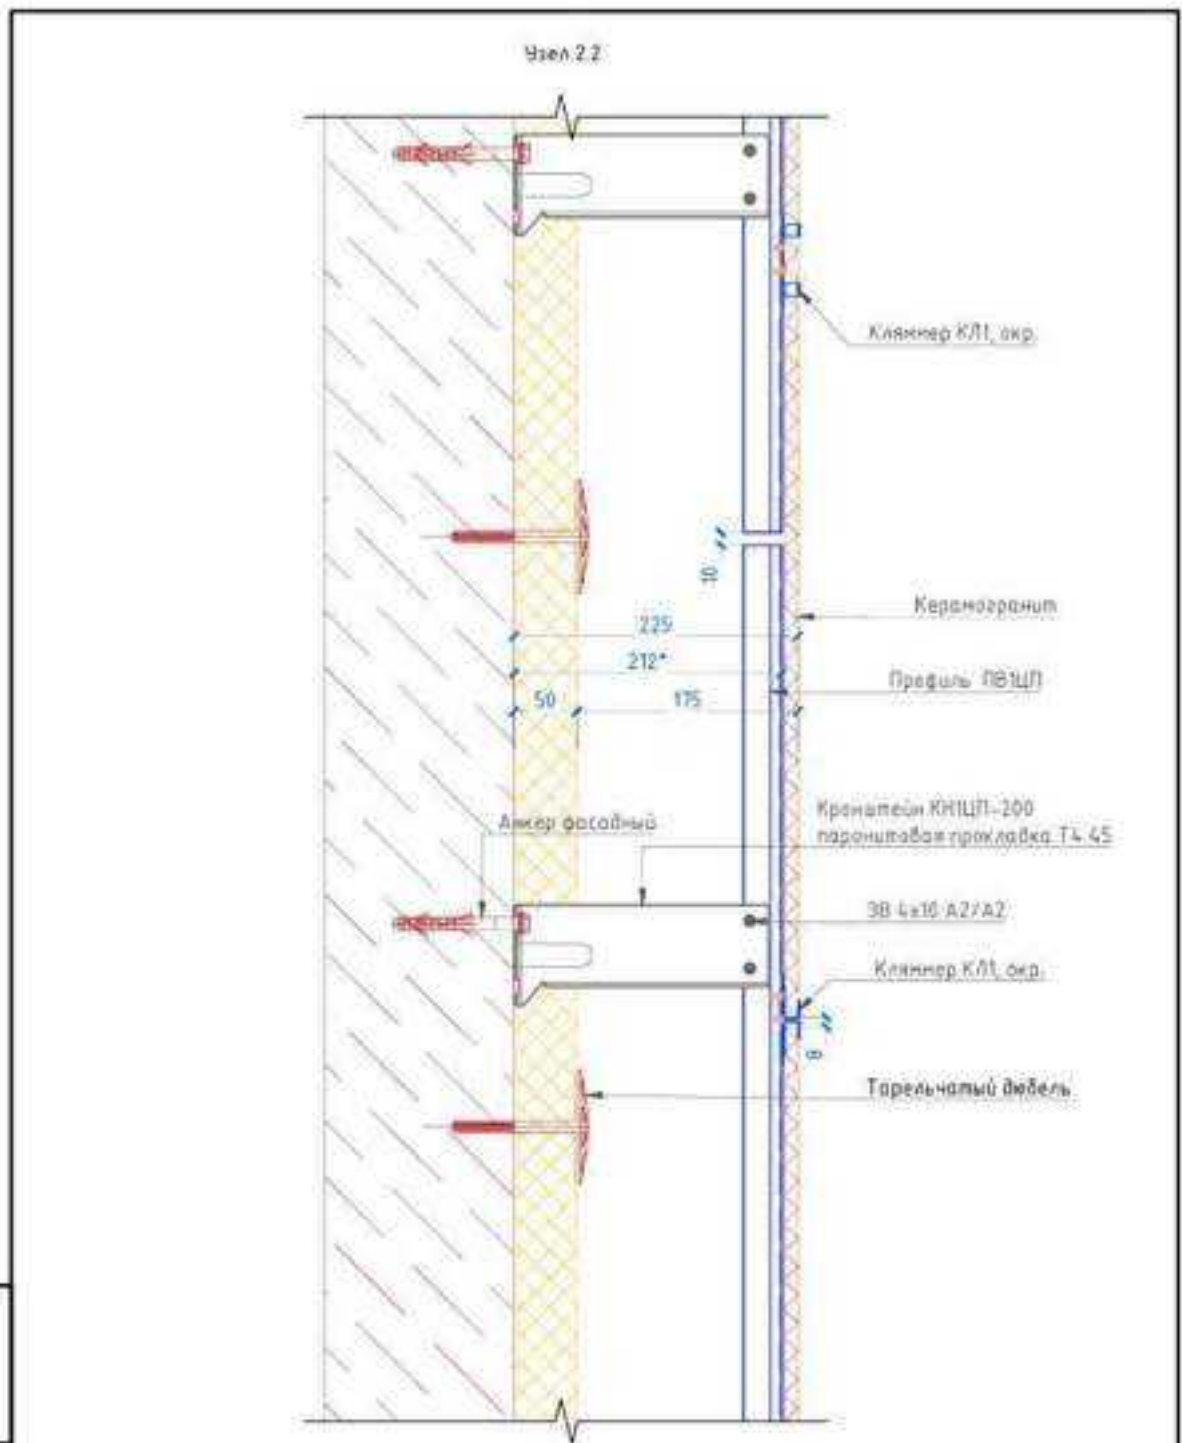 Узел 2.2
Кляммер КЛ1, окр.
10
Керамогранит
225
212*
Профиль ПВ1ЦП
50
175
Кронштейн КН1ЦП-200
паронитовая прокладка Т4.45
Анкер фасадный
ЗВ 4х16 А2/А2
Кляммер КЛ1, окр.
8
Тарельчатый дюбель